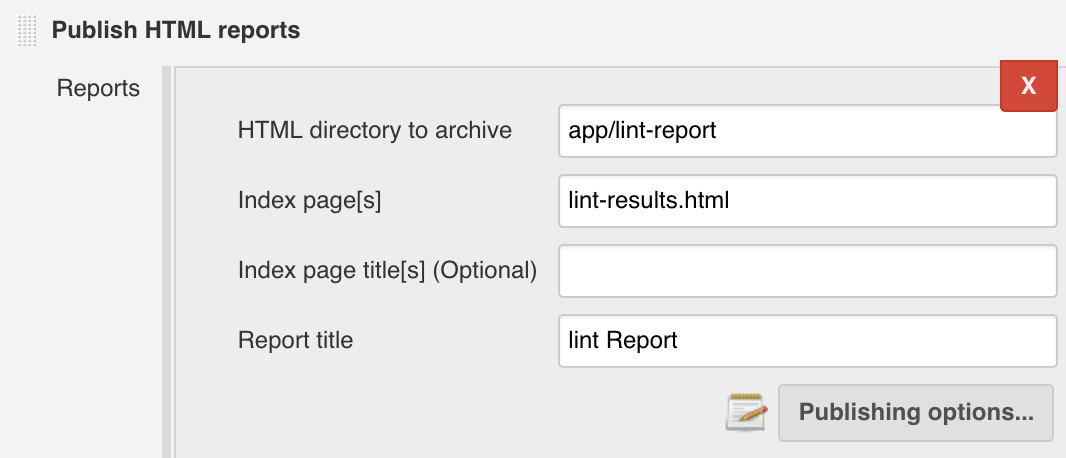 Publish HTML reports
Reports
X
HTML directory to archive app/lint-report
Index page[s] lint-results.html
Index page title[s] (Optional)
Report title lint Report
Publishing options...